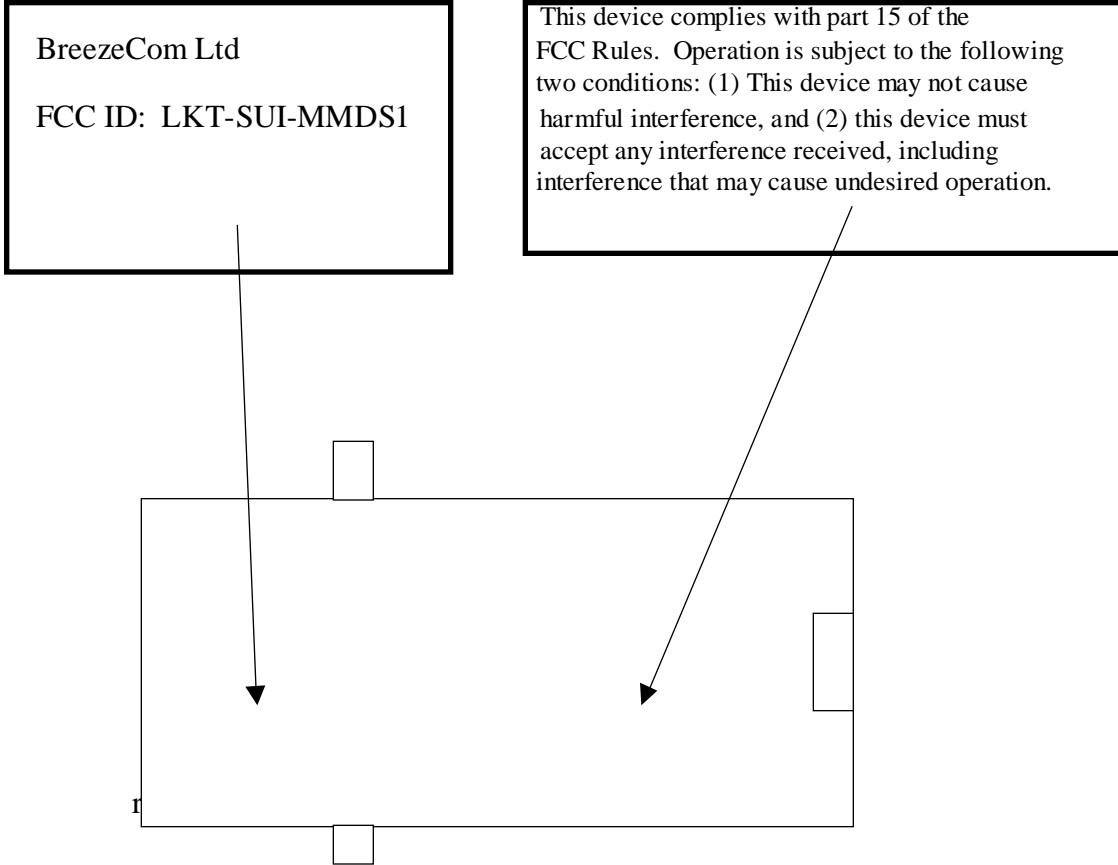 BreezeCom Ltd
FCC ID: LKT-SUI-MMDS1
This device complies with part 15 of the
FCC Rules. Operation is subject to the following
two conditions: (1) This device may not cause
harmful interference, and (2) this device must
accept any interference received, including
interference that may cause undesired operation.
r